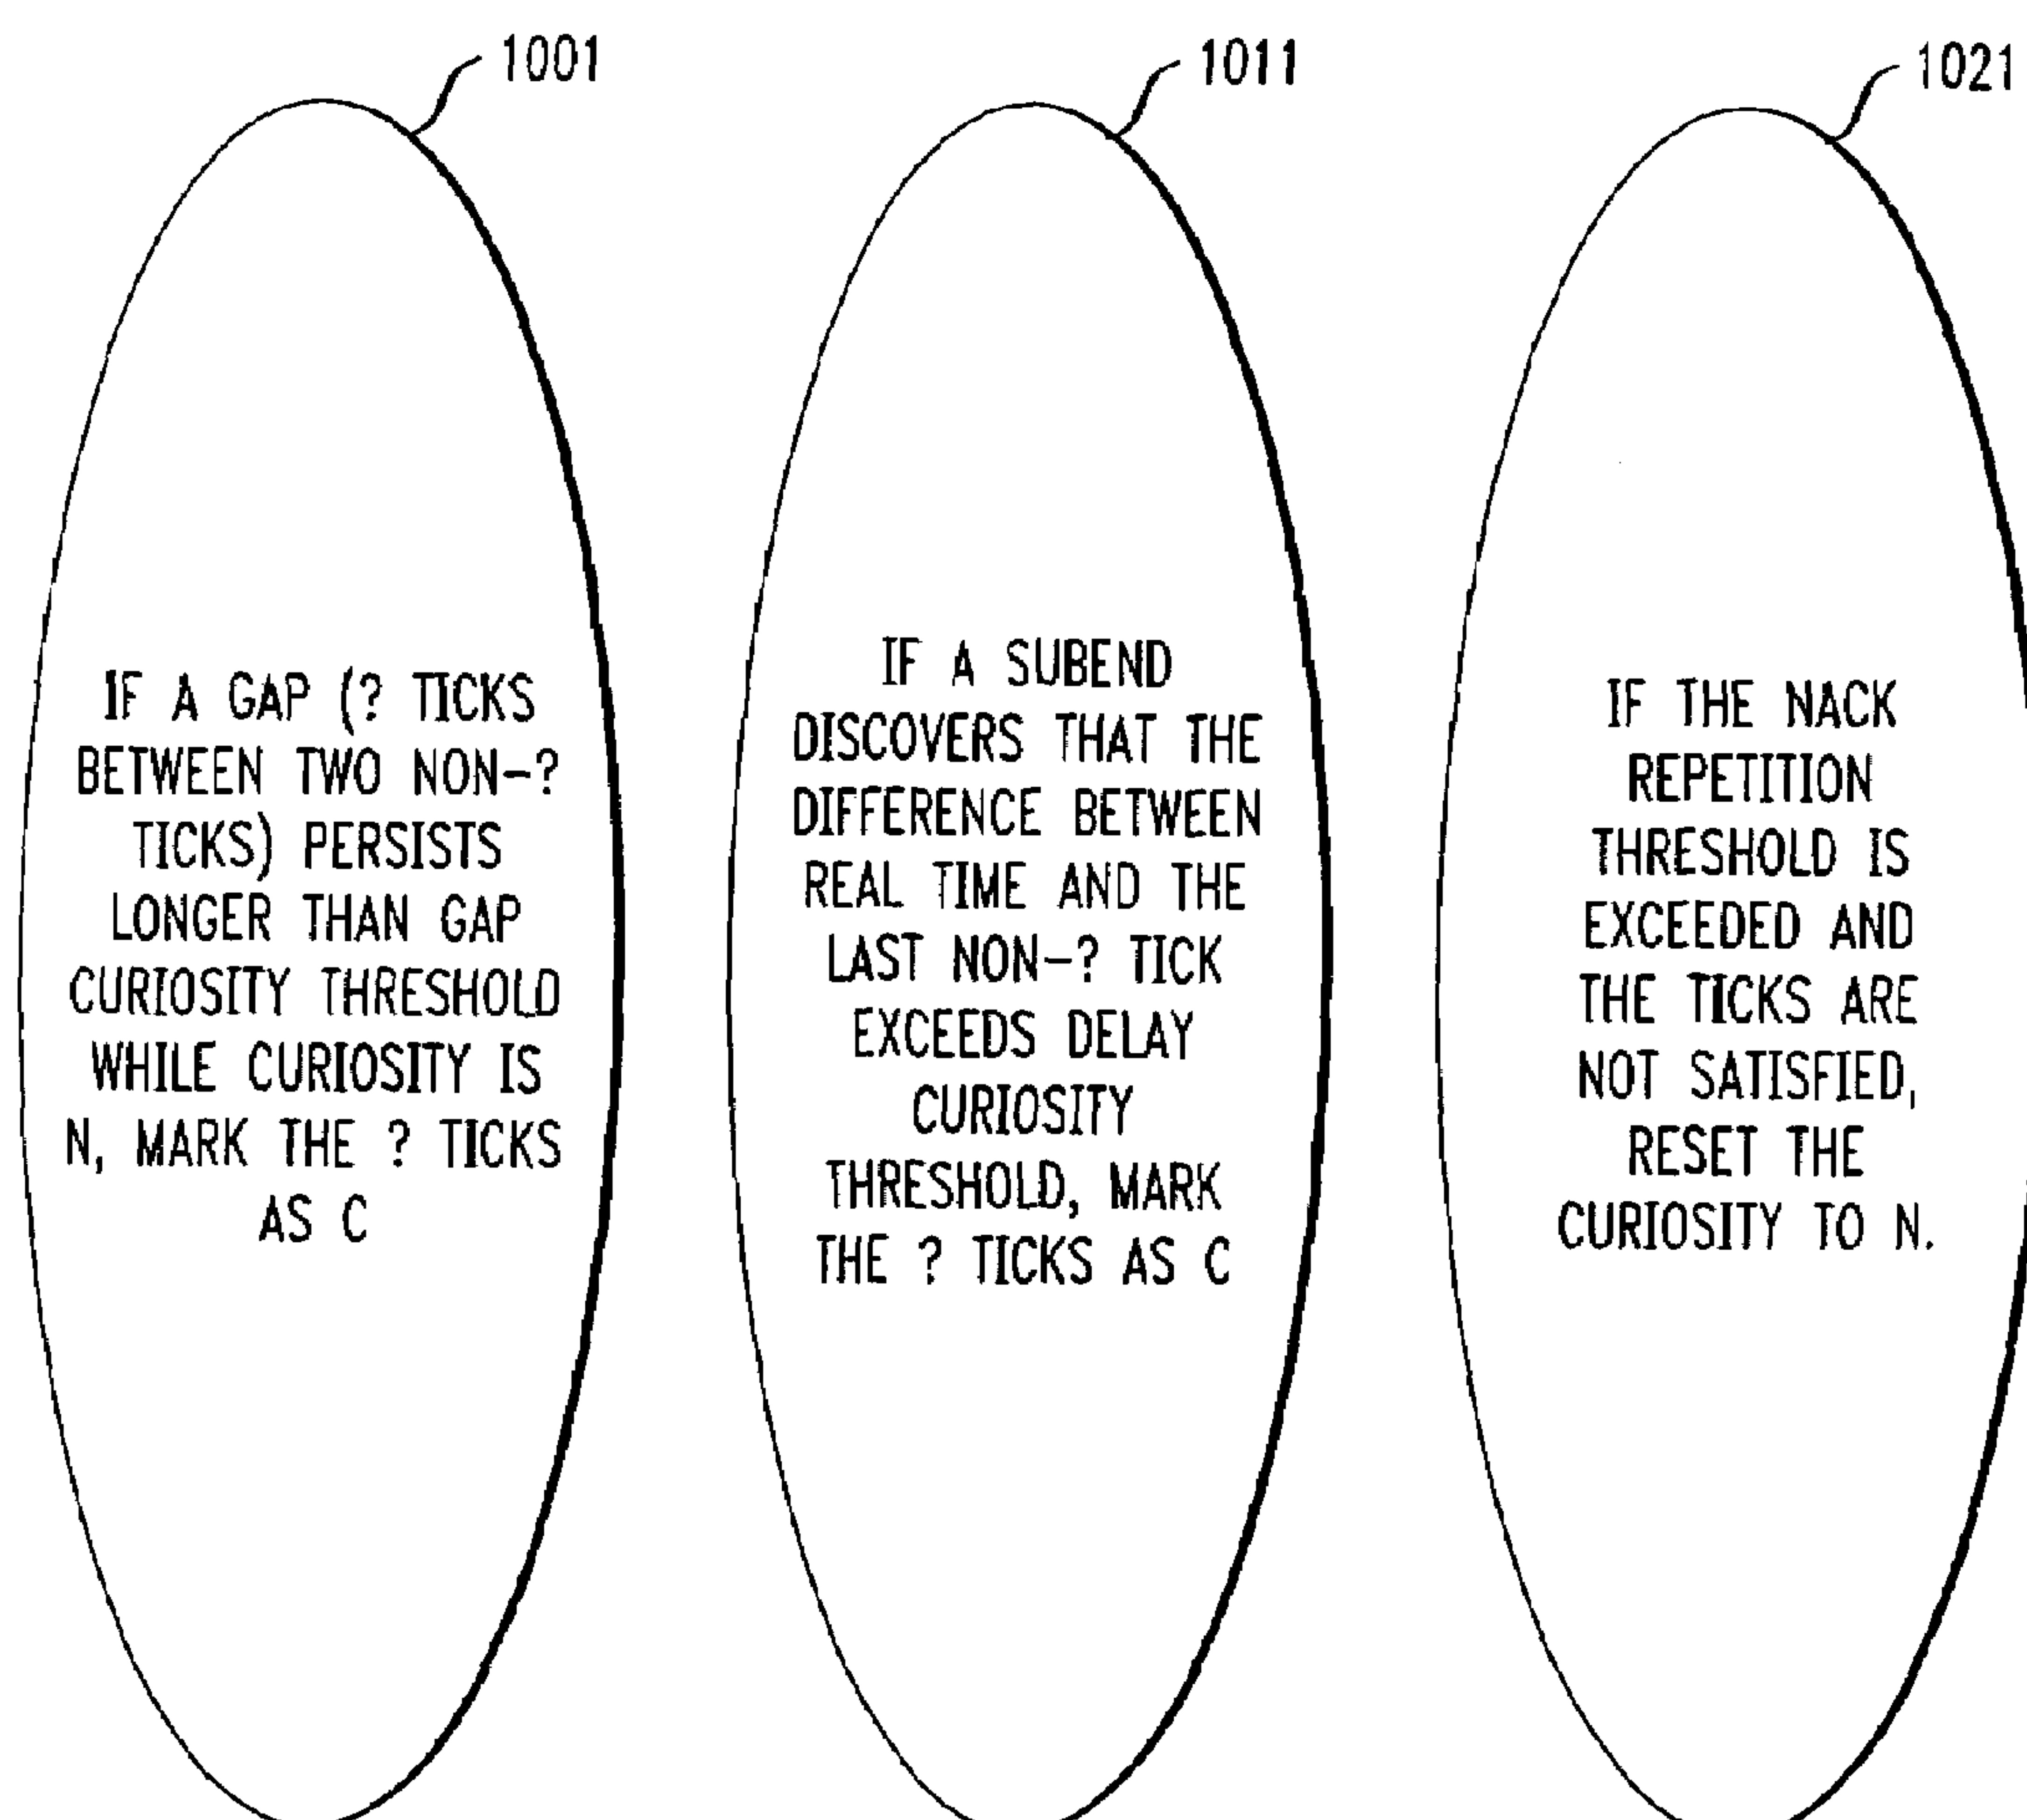 1001
IF A GAP (? TICKS
BETWEEN TWO NON-?
TICKS) PERSISTS
LONGER THAN GAP
CURIOSITY THRESHOLD
WHILE CURIOSITY IS
N, MARK THE ? TICKS
AS C
1011
IF A SUBEND
DISCOVERS THAT THE
DIFFERENCE BETWEEN
REAL TIME AND THE
LAST NON-? TICK
EXCEEDS DELAY
CURIOSITY
THRESHOLD, MARK
THE ? TICKS AS C
1021
IF THE NACK
REPETITION
THRESHOLD IS
EXCEEDED AND
THE TICKS ARE
NOT SATISFIED,
RESET THE
CURIOSITY TO N.